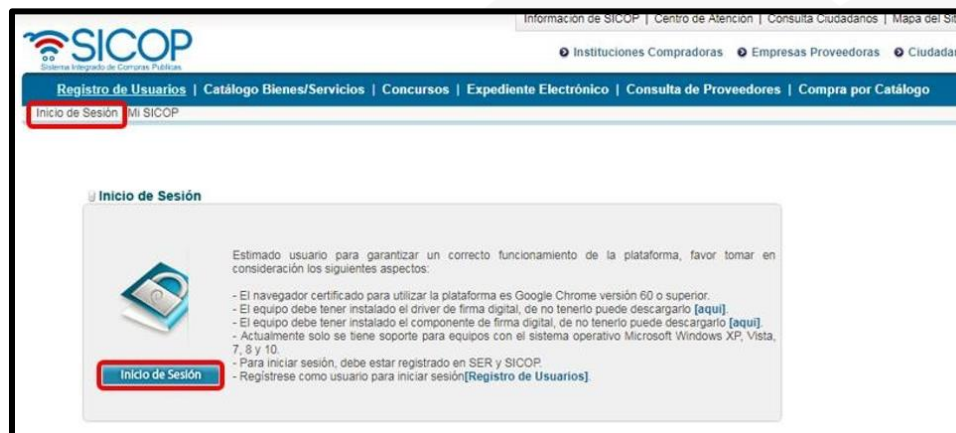 Información de SICOP | Centro de Atención | Consulta Ciudadanos | Mapa del Sit
SICOP
Sistema Integrado de Compras Públicas
Instituciones Compradoras Empresas Proveedoras Ciudadan
Registro de Usuarios | Catálogo Bienes/Servicios | Concursos | Expediente Electrónico | Consulta de Proveedores | Compra por Catálogo
Inicio de Sesión Mi SICOP
Inicio de Sesión
Estimado usuario para garantizar un correcto funcionamiento de la plataforma, favor tomar en
consideración los siguientes aspectos:
- El navegador certificado para utilizar la plataforma es Google Chrome versión 60 o superior.
- El equipo debe tener instalado el driver de firma digital, de no tenerlo puede descargarlo [aquí].
- El equipo debe tener instalado el componente de firma digital, de no tenerlo puede descargarlo [aquí].
- Actualmente solo se tiene soporte para equipos con el sistema operativo Microsoft Windows XP, Vista,
7, 8 y 10.
- Para iniciar sesión, debe estar registrado en SER y SICOP.
- Regístrese como usuario para iniciar sesión[Registro de Usuarios].
Inicio de Sesión